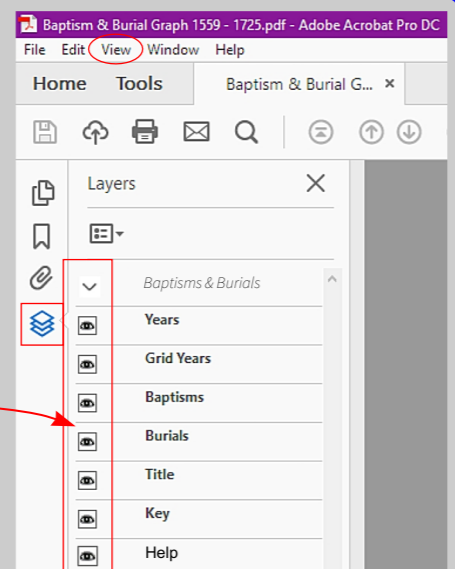 Baptism & Burial Graph 1559 - 1725.pdf - Adobe Acrobat Pro DC
File Edit View Window Help
Home Tools Baptism & Burial G... ×
Layers
Baptisms & Burials
Years
Grid Years
Baptisms
Burials
Title
Key
Help